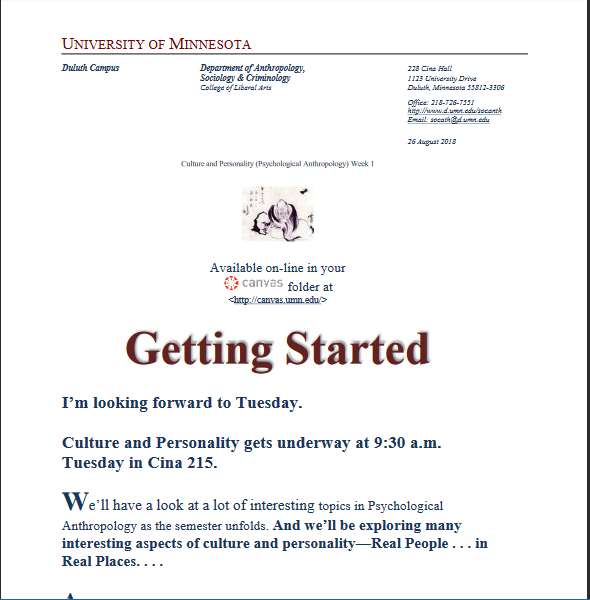 UNIVERSITY OF MINNESOTA
Duluth Campus
Department of Anthropology,
Sociology & Criminology
College of Liberal Arts
228 Cina Hall
1123 University Drive
Duluth, Minnesota 55812-3306
Office: 218-726-7551
http://www.d.umn.edu/socanth
Email: socath@d.umn.edu
26 August 2018
Culture and Personality (Psychological Anthropology) Week 1
Available on-line in your
canvas folder at
<http://canvas.umn.edu/>
Getting Started
I’m looking forward to Tuesday.
Culture and Personality gets underway at 9:30 a.m.
Tuesday in Cina 215.
We’ll have a look at a lot of interesting topics in Psychological
Anthropology as the semester unfolds. And we’ll be exploring many
interesting aspects of culture and personality—Real People . . . in
Real Places. . . .